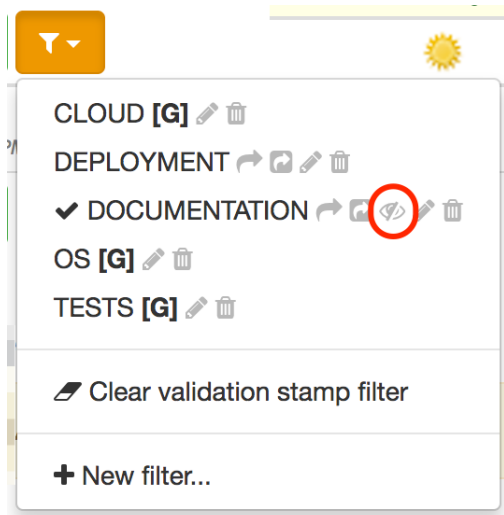 CLOUD [G]
DEPLOYMENT
DOCUMENTATION
OS [G]
TESTS [G]
Clear validation stamp filter
New filter...